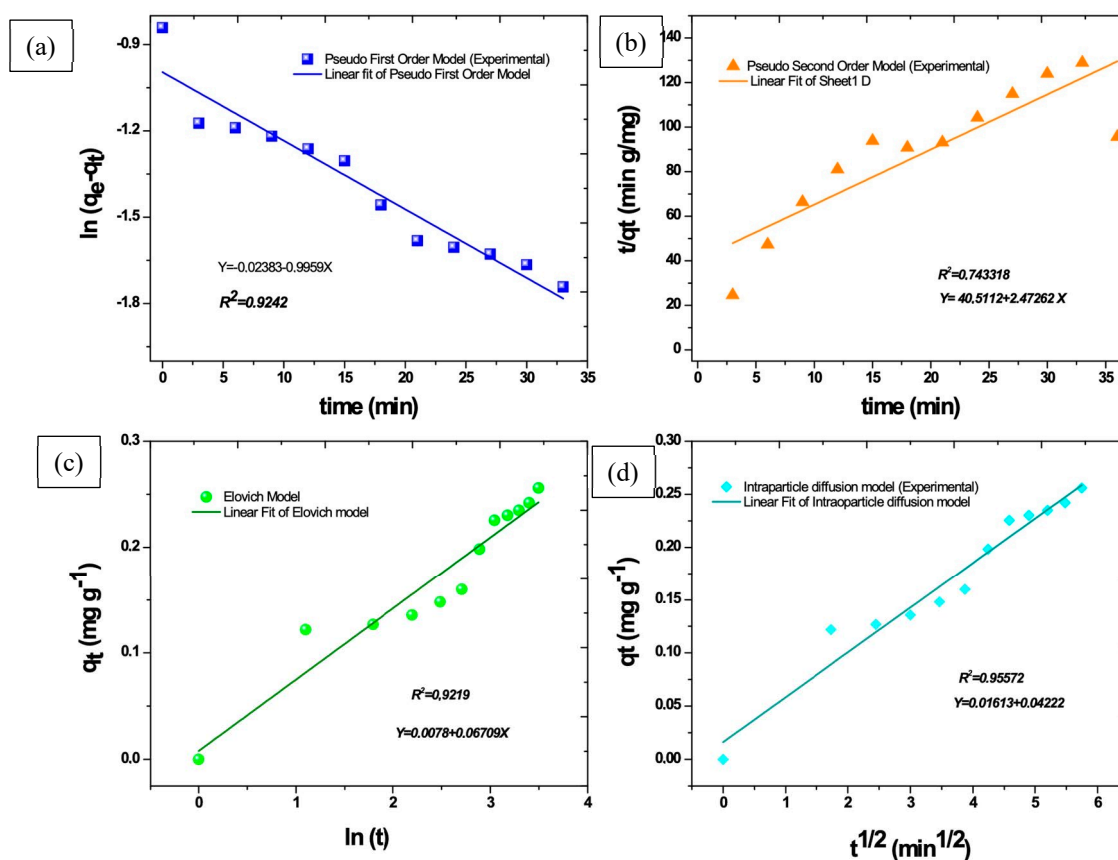 (a)
-0.9
-1.2
-1.5
-1.8
ln (qe-qt)
Pseudo First Order Model (Experimental)
Linear fit of Pseudo First Order Model
Y=-0.02383-0.9959X
R²=0.9242
0 5 10 15 20 25 30 35
time (min)
(b)
140
120
100
80
60
40
20
0
t/qt (min g/mg)
Pseudo Second Order Model (Experimental)
Linear Fit of Sheet1 D
R²=0.743318
Y= 40.5112+2.47262 X
0 5 10 15 20 25 30 35
time (min)
(c)
0.3
0.2
0.1
0.0
qt (mg g-1)
Elovich Model
Linear Fit of Elovich model
R²=0,9219
Y=0.0078+0.06709X
0 1 2 3 4
ln (t)
(d)
0.30
0.25
0.20
0.15
0.10
0.05
0.00
qt (mg g-1)
Intraparticle diffusion model (Experimental)
Linear Fit of Intraoparticle diffusion model
R²=0.95572
Y=0.01613+0.04222
0 1 2 3 4 5 6
t1/2 (min1/2)